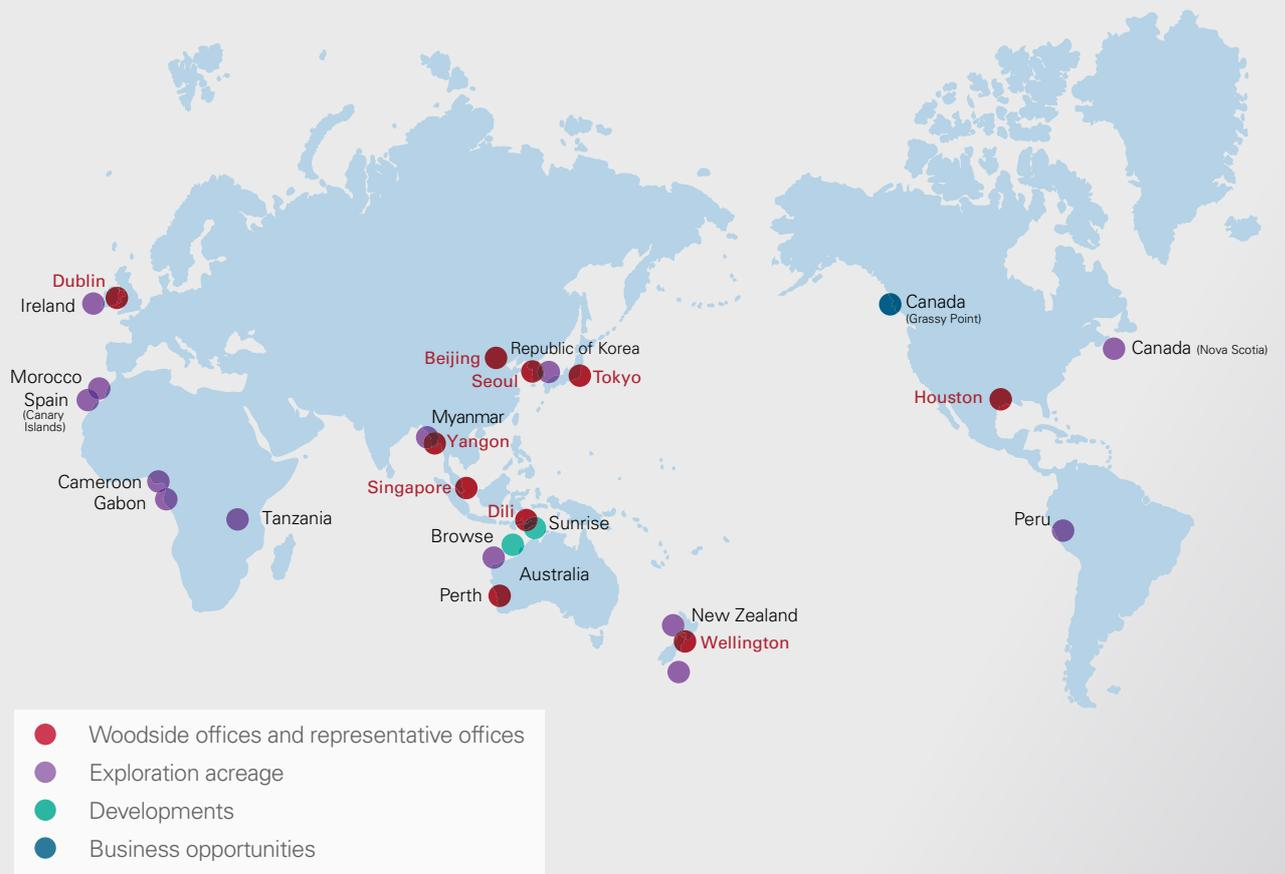 Dublin
Ireland
Morocco
Spain
(Canary
Islands)
Cameroon
Gabon
Tanzania
Beijing
Republic of Korea
Seoul
Tokyo
Myanmar
Yangon
Singapore
Dili
Sunrise
Browse
Australia
Perth
New Zealand
Wellington
Canada
(Grassy Point)
Canada (Nova Scotia)
Houston
Peru
Woodside offices and representative offices
Exploration acreage
Developments
Business opportunities